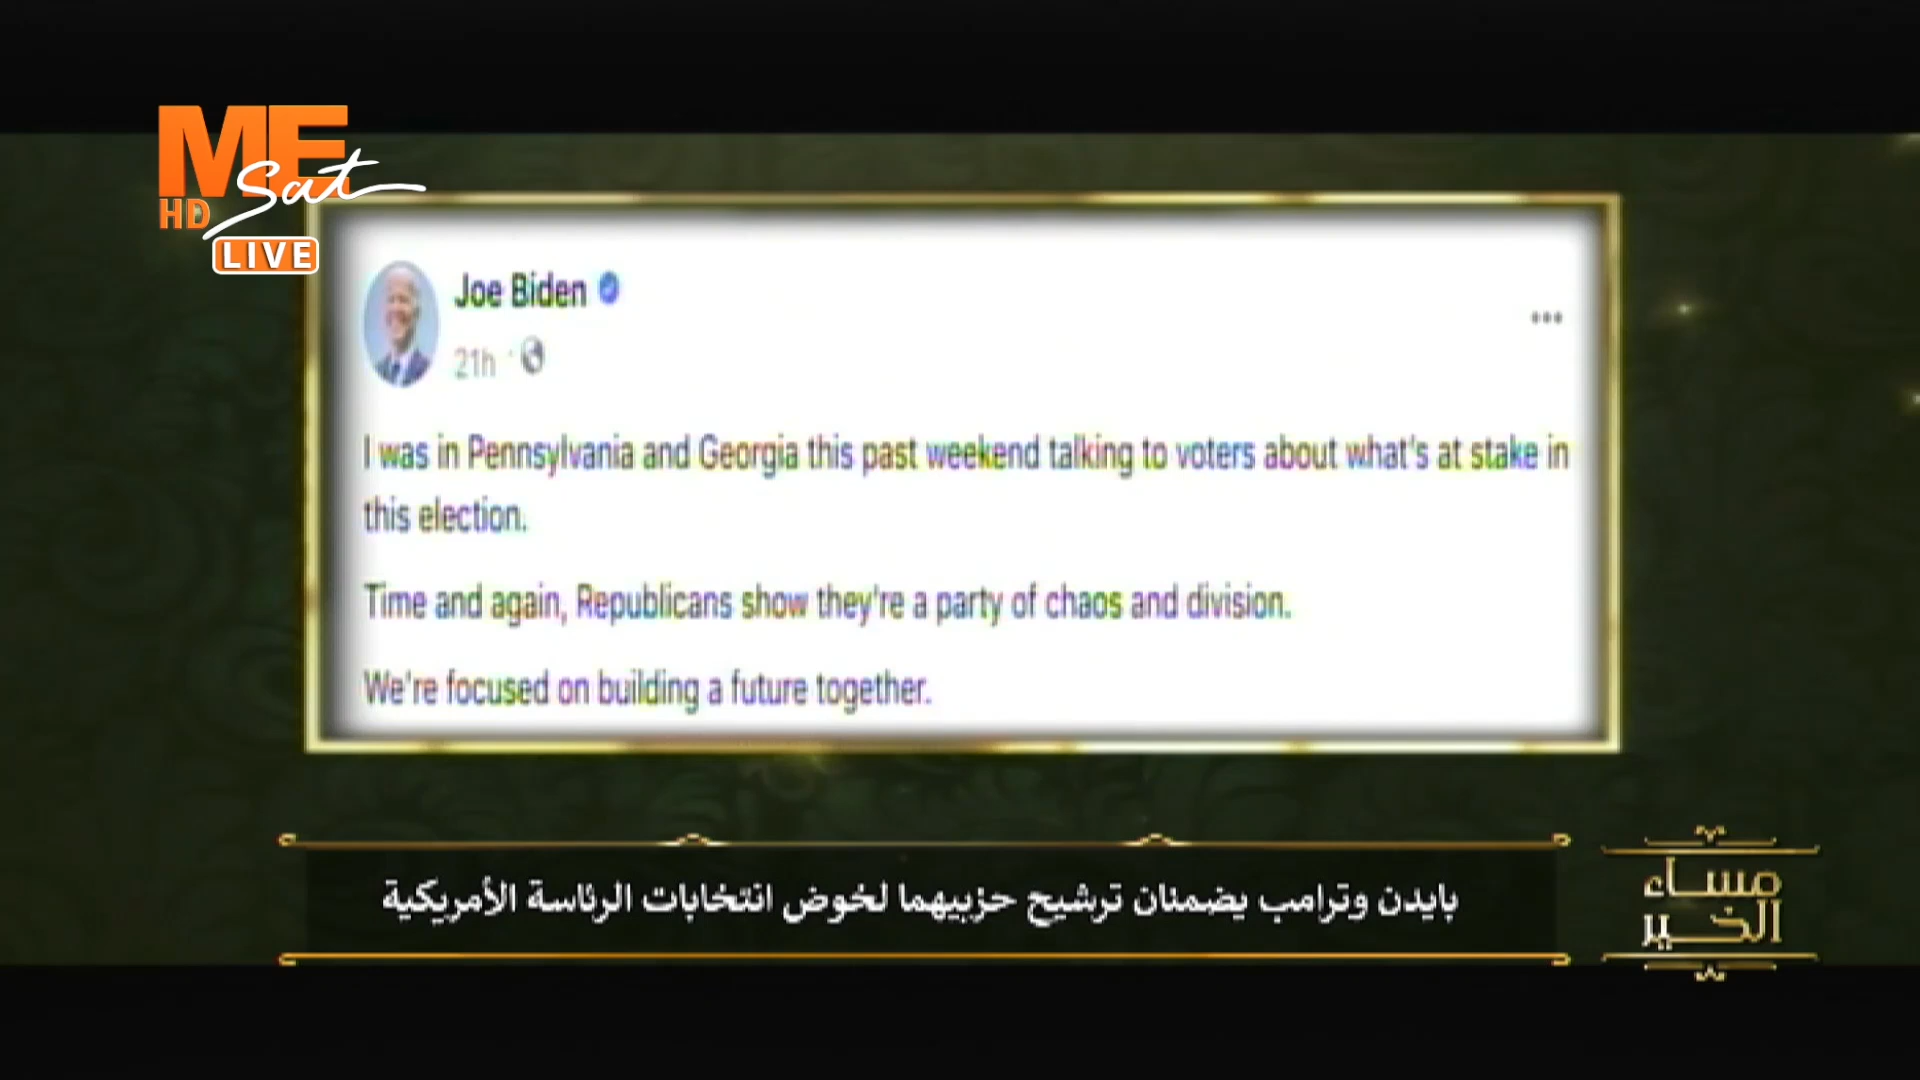 ME
Sat
HD
LIVE
Joe Biden
21h
I was in Pennsylvania and Georgia this past weekend talking to voters about what's at stake in
this election.
Time and again, Republicans show they're a party of chaos and division.
We're focused on building a future together.
بايدن وترامب يضمنان ترشيح حزبيهما لخوض انتخابات الرئاسة الأمريكية
مساء
الخير